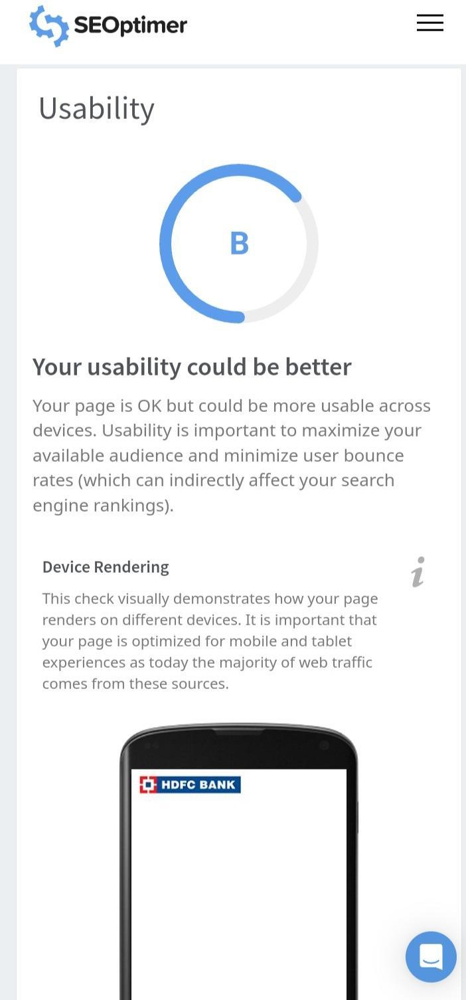 SEOptimer
Usability
B
Your usability could be better
Your page is OK but could be more usable across
devices. Usability is important to maximize your
available audience and minimize user bounce
rates (which can indirectly affect your search
engine rankings).
Device Rendering
i
This check visually demonstrates how your page
renders on different devices. It is important that
your page is optimized for mobile and tablet
experiences as today the majority of web traffic
comes from these sources.
HDFC BANK